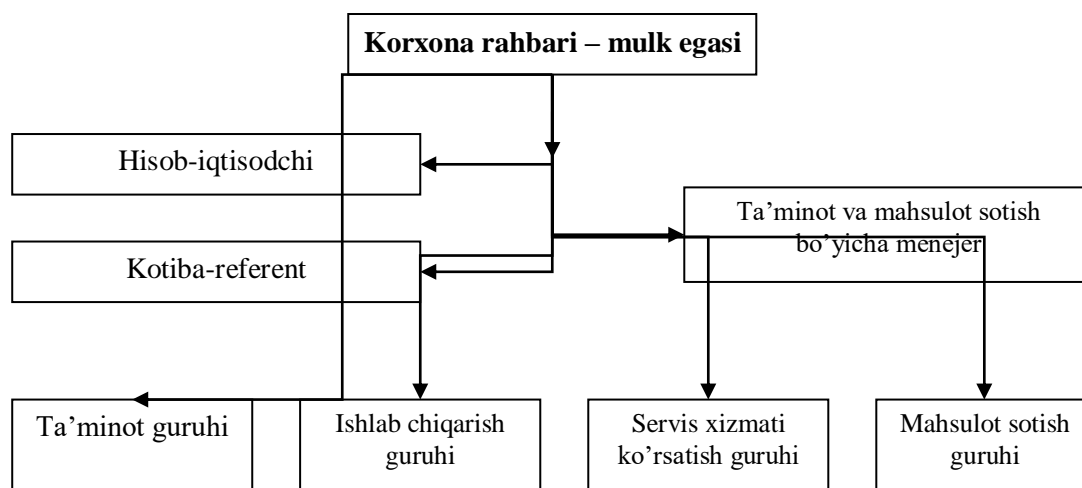 Korxona rahbari – mulk egasi
Hisob-iqtisodchi
Ta’minot va mahsulot sotish
bo’yicha menejer
Kotiba-referent
Ta’minot guruhi
Ishlab chiqarish
guruhi
Servis xizmati
ko’rsatish guruhi
Mahsulot sotish
guruhi